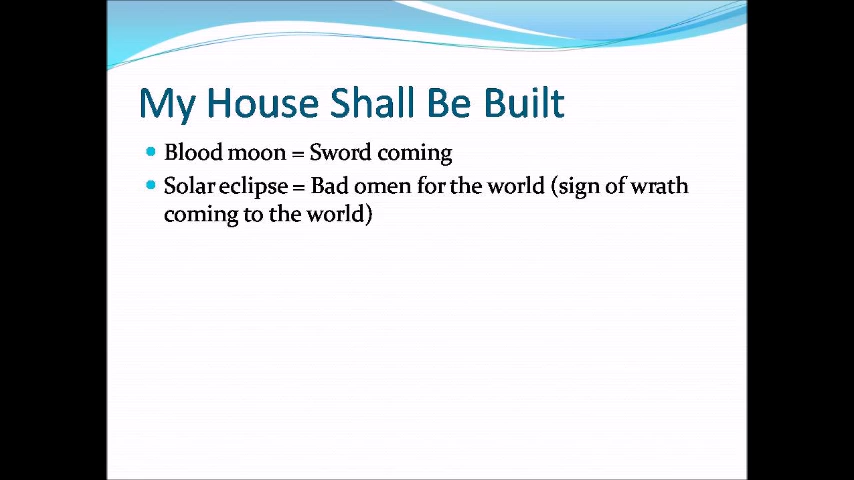 My House Shall Be Built
Blood moon = Sword coming
Solar eclipse = Bad omen for the world (sign of wrath
coming to the world)